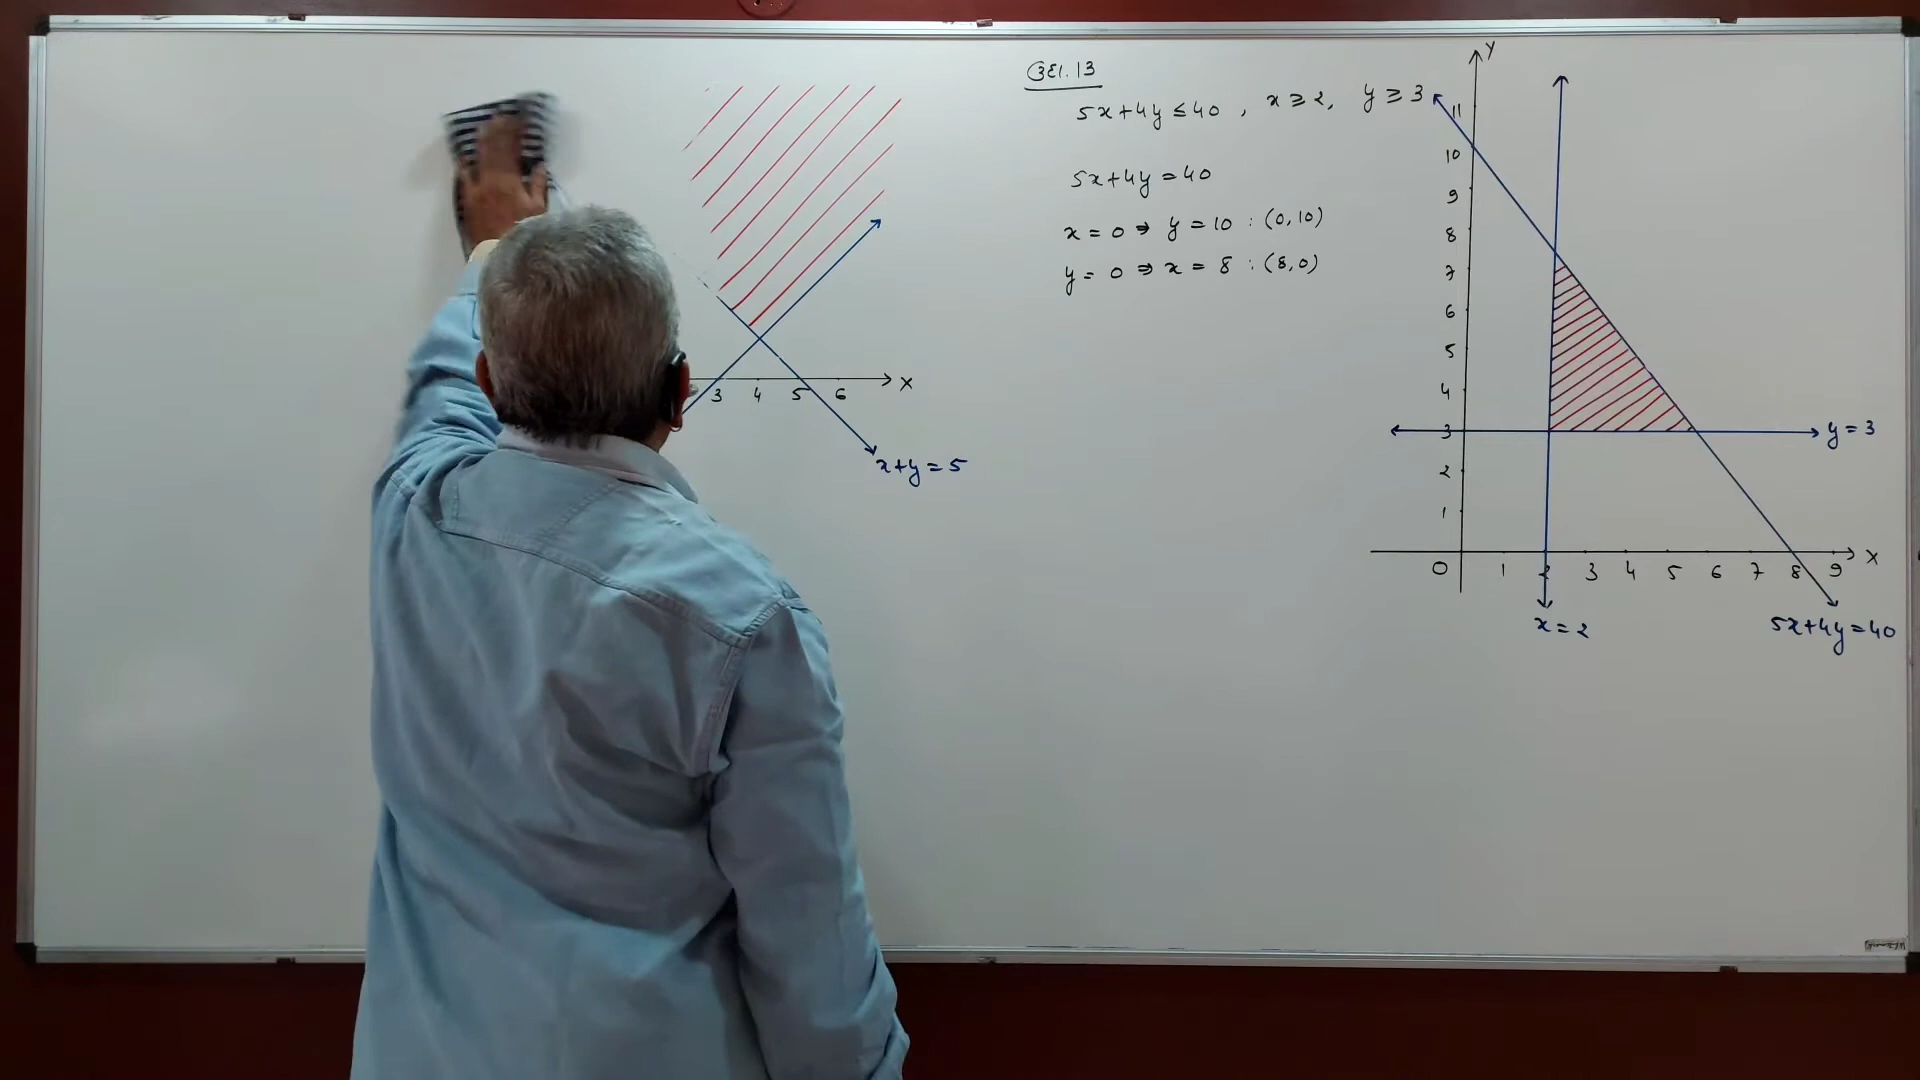 3 4 5 6 X
x+y=5
उदा. 13
5x+4y≤40 , x≥2, y≥3
5x+4y=40
x=0 ⇒ y=10 : (0,10)
y=0 ⇒ x=8 : (8,0)
Y
11
10
9
8
7
6
5
4
3
y=3
2
1
X
0 1 2 3 4 5 6 7 8 9
x=2
5x+4y=40